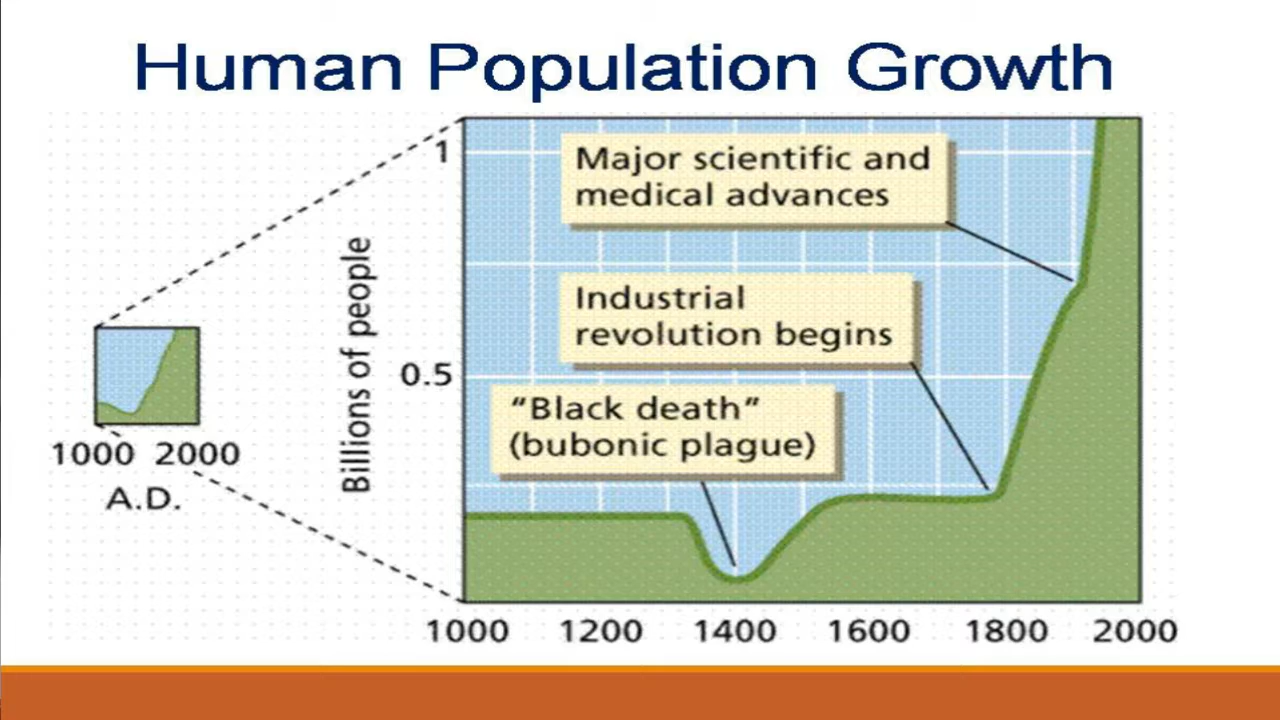 Human Population Growth
1
Major scientific and
medical advances
Billions of people
Industrial
revolution begins
0.5
“Black death”
(bubonic plague)
1000 2000
A.D.
1000 1200 1400 1600 1800 2000